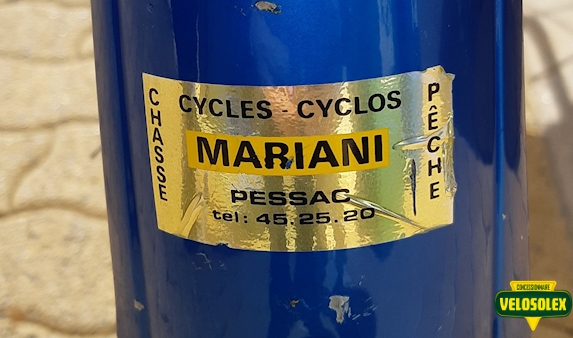 CHASSE
CYCLES - CYCLOS
MARIANI
PESSAC
tel: 45.25.20
PÊCHE
CONCESSIONNAIRE
VELOSOLEX